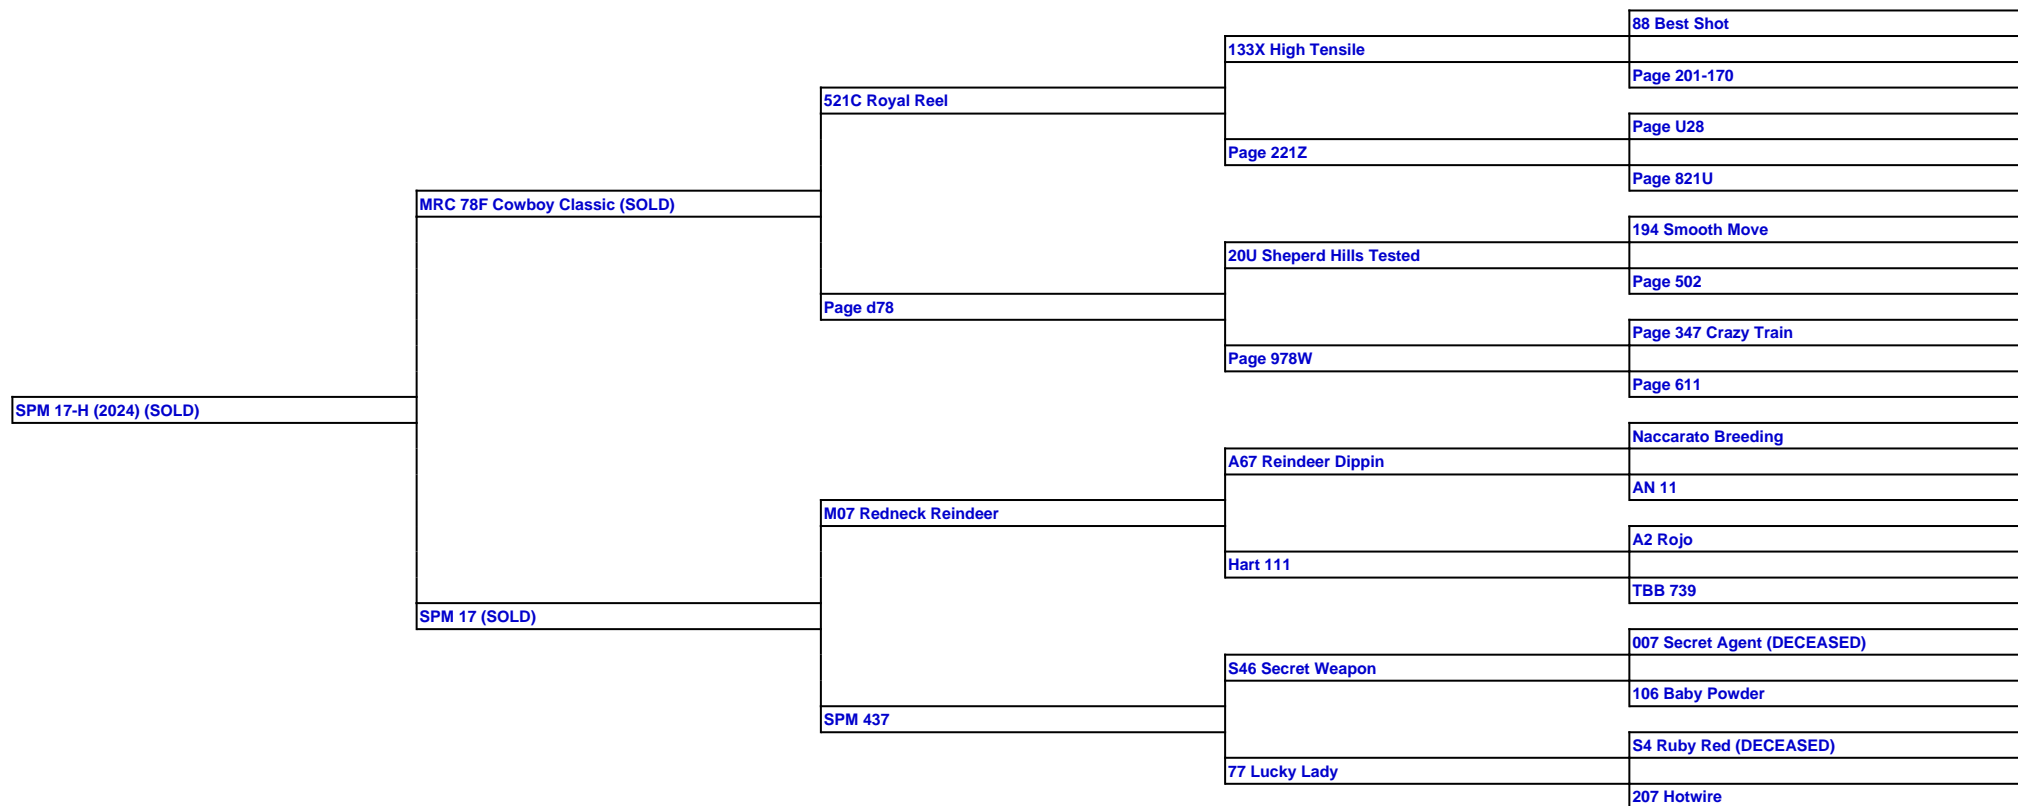 88 Best Shot
133X High Tensile
Page 201-170
521C Royal Reel
Page U28
Page 221Z
Page 821U
MRC 78F Cowboy Classic (SOLD)
194 Smooth Move
20U Sheperd Hills Tested
Page 502
Page d78
Page 347 Crazy Train
Page 978W
Page 611
SPM 17-H (2024) (SOLD)
Naccarato Breeding
A67 Reindeer Dippin
AN 11
M07 Redneck Reindeer
A2 Rojo
Hart 111
TBB 739
SPM 17 (SOLD)
007 Secret Agent (DECEASED)
S46 Secret Weapon
106 Baby Powder
SPM 437
S4 Ruby Red (DECEASED)
77 Lucky Lady
207 Hotwire